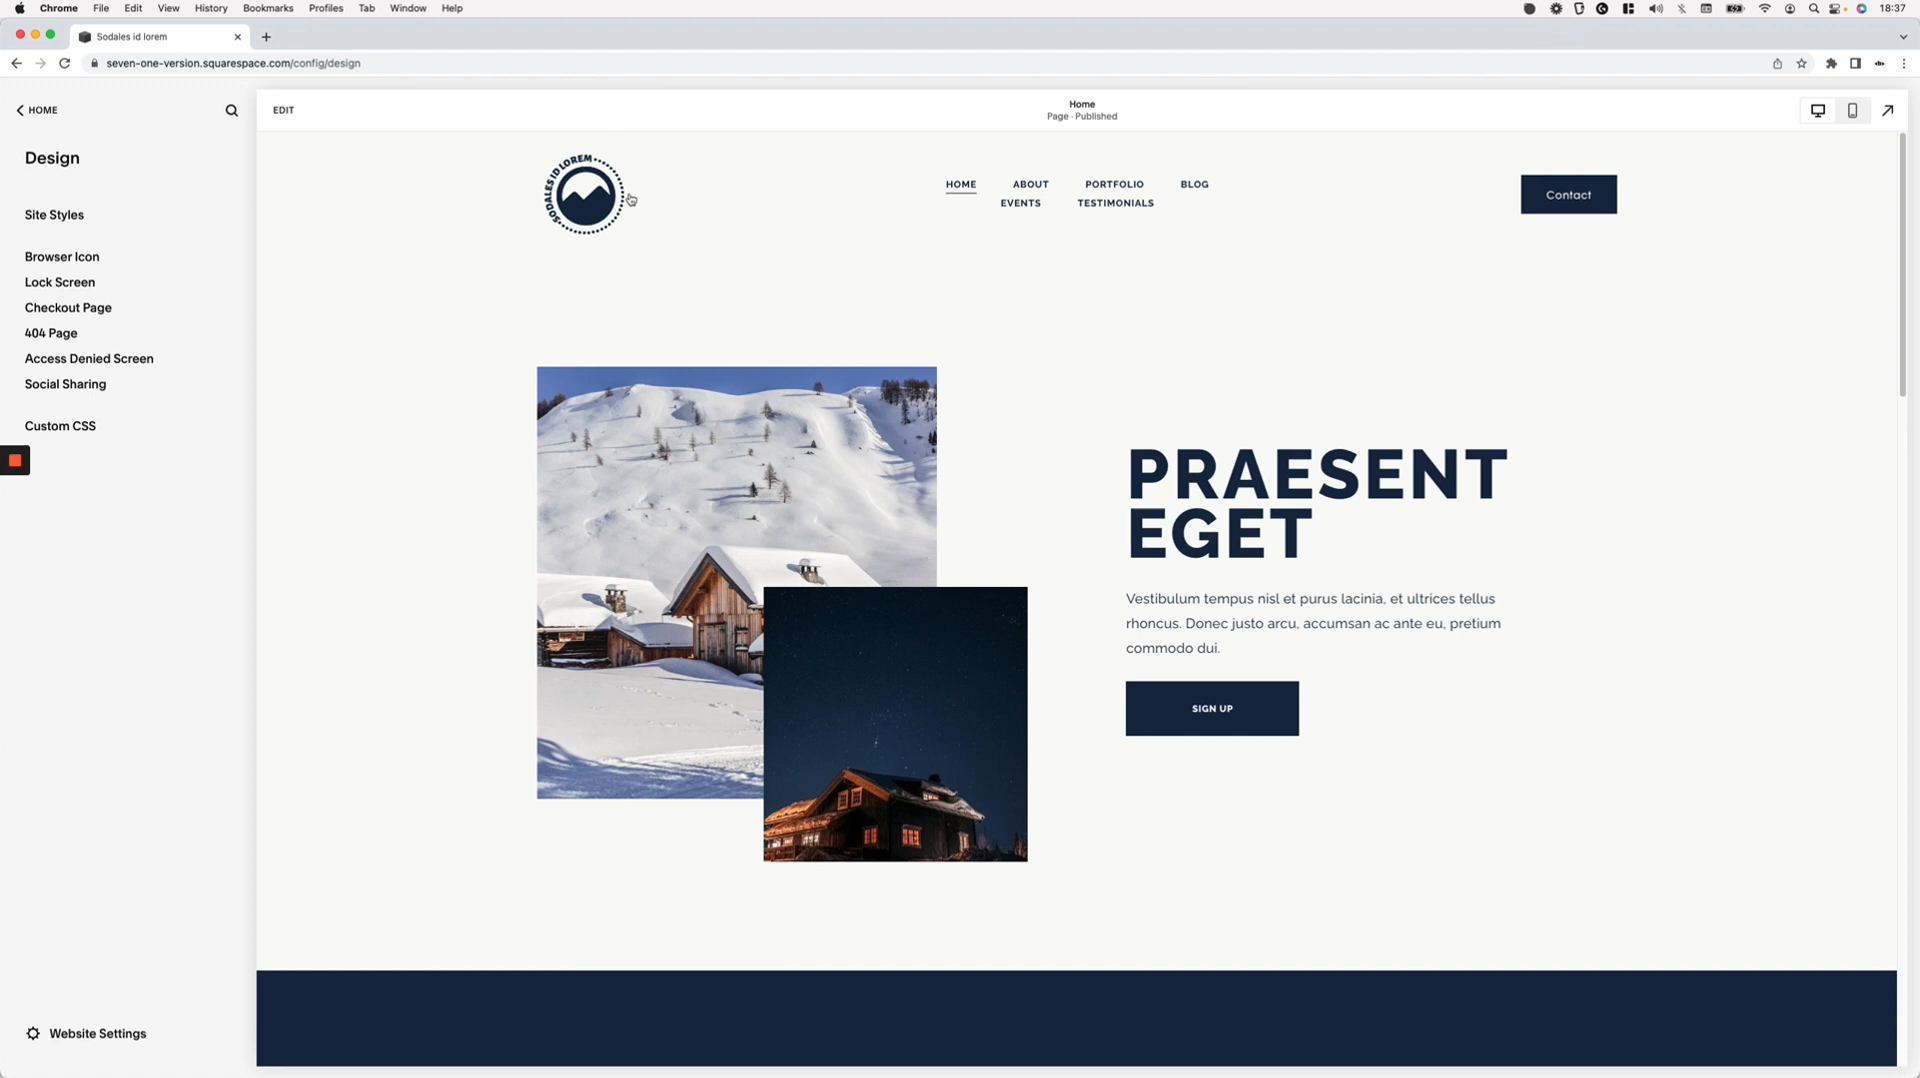 Chrome File Edit View History Bookmarks Profiles Tab Window Help 18:37
Sodales id lorem
seven-one-version.squarespace.com/config/design
HOME
Design
Site Styles
Browser Icon
Lock Screen
Checkout Page
404 Page
Access Denied Screen
Social Sharing
Custom CSS
Website Settings
EDIT
Home
Page · Published
SODALES ID LOREM
HOME ABOUT PORTFOLIO BLOG
EVENTS TESTIMONIALS
Contact
PRAESENT
EGET
Vestibulum tempus nisl et purus lacinia, et ultrices tellus
rhoncus. Donec justo arcu, accumsan ac ante eu, pretium
commodo dui.
SIGN UP